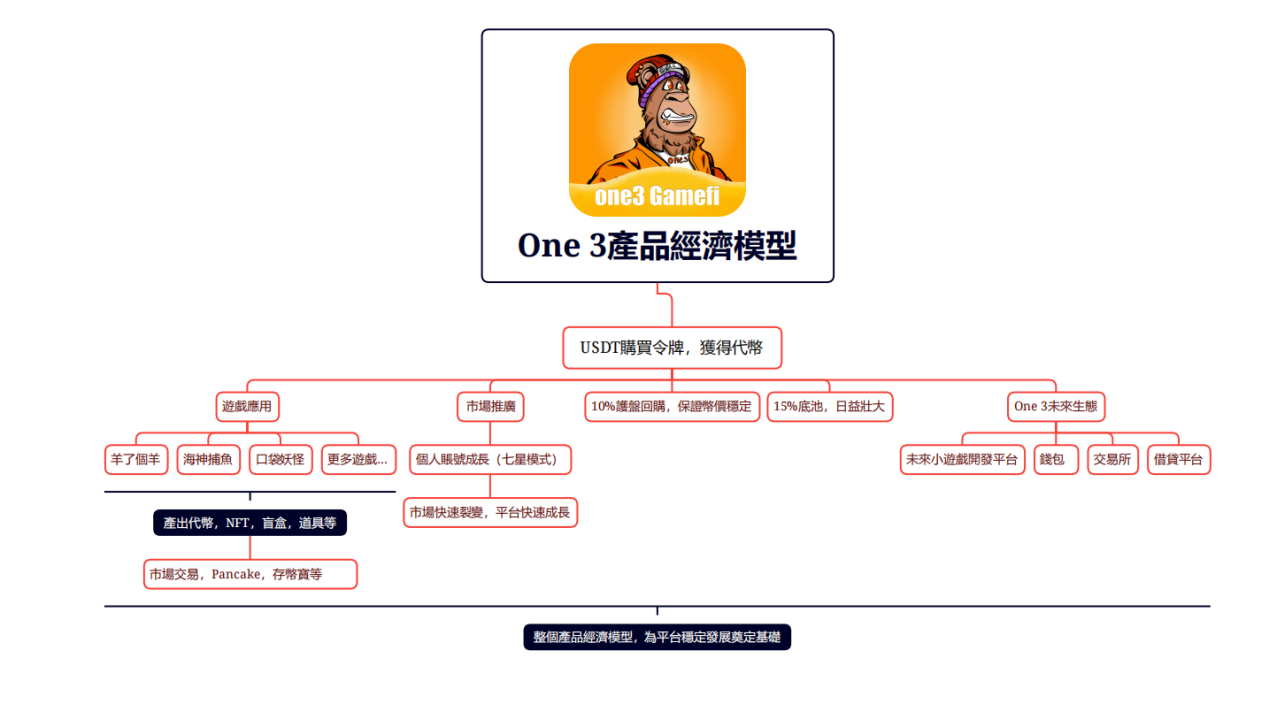 one3
one3 Gamefi
One 3產品經濟模型
USDT購買令牌，獲得代幣
遊戲應用
市場推廣
10%護盤回購，保證幣價穩定
15%底池，日益壯大
One 3未來生態
羊了個羊
海神捕魚
口袋妖怪
更多遊戲...
個人賬號成長（七星模式）
未來小遊戲開發平台
錢包
交易所
借貸平台
市場快速裂變，平台快速成長
產出代幣，NFT，盲盒，道具等
市場交易，Pancake，存幣寶等
整個產品經濟模型，為平台穩定發展奠定基礎